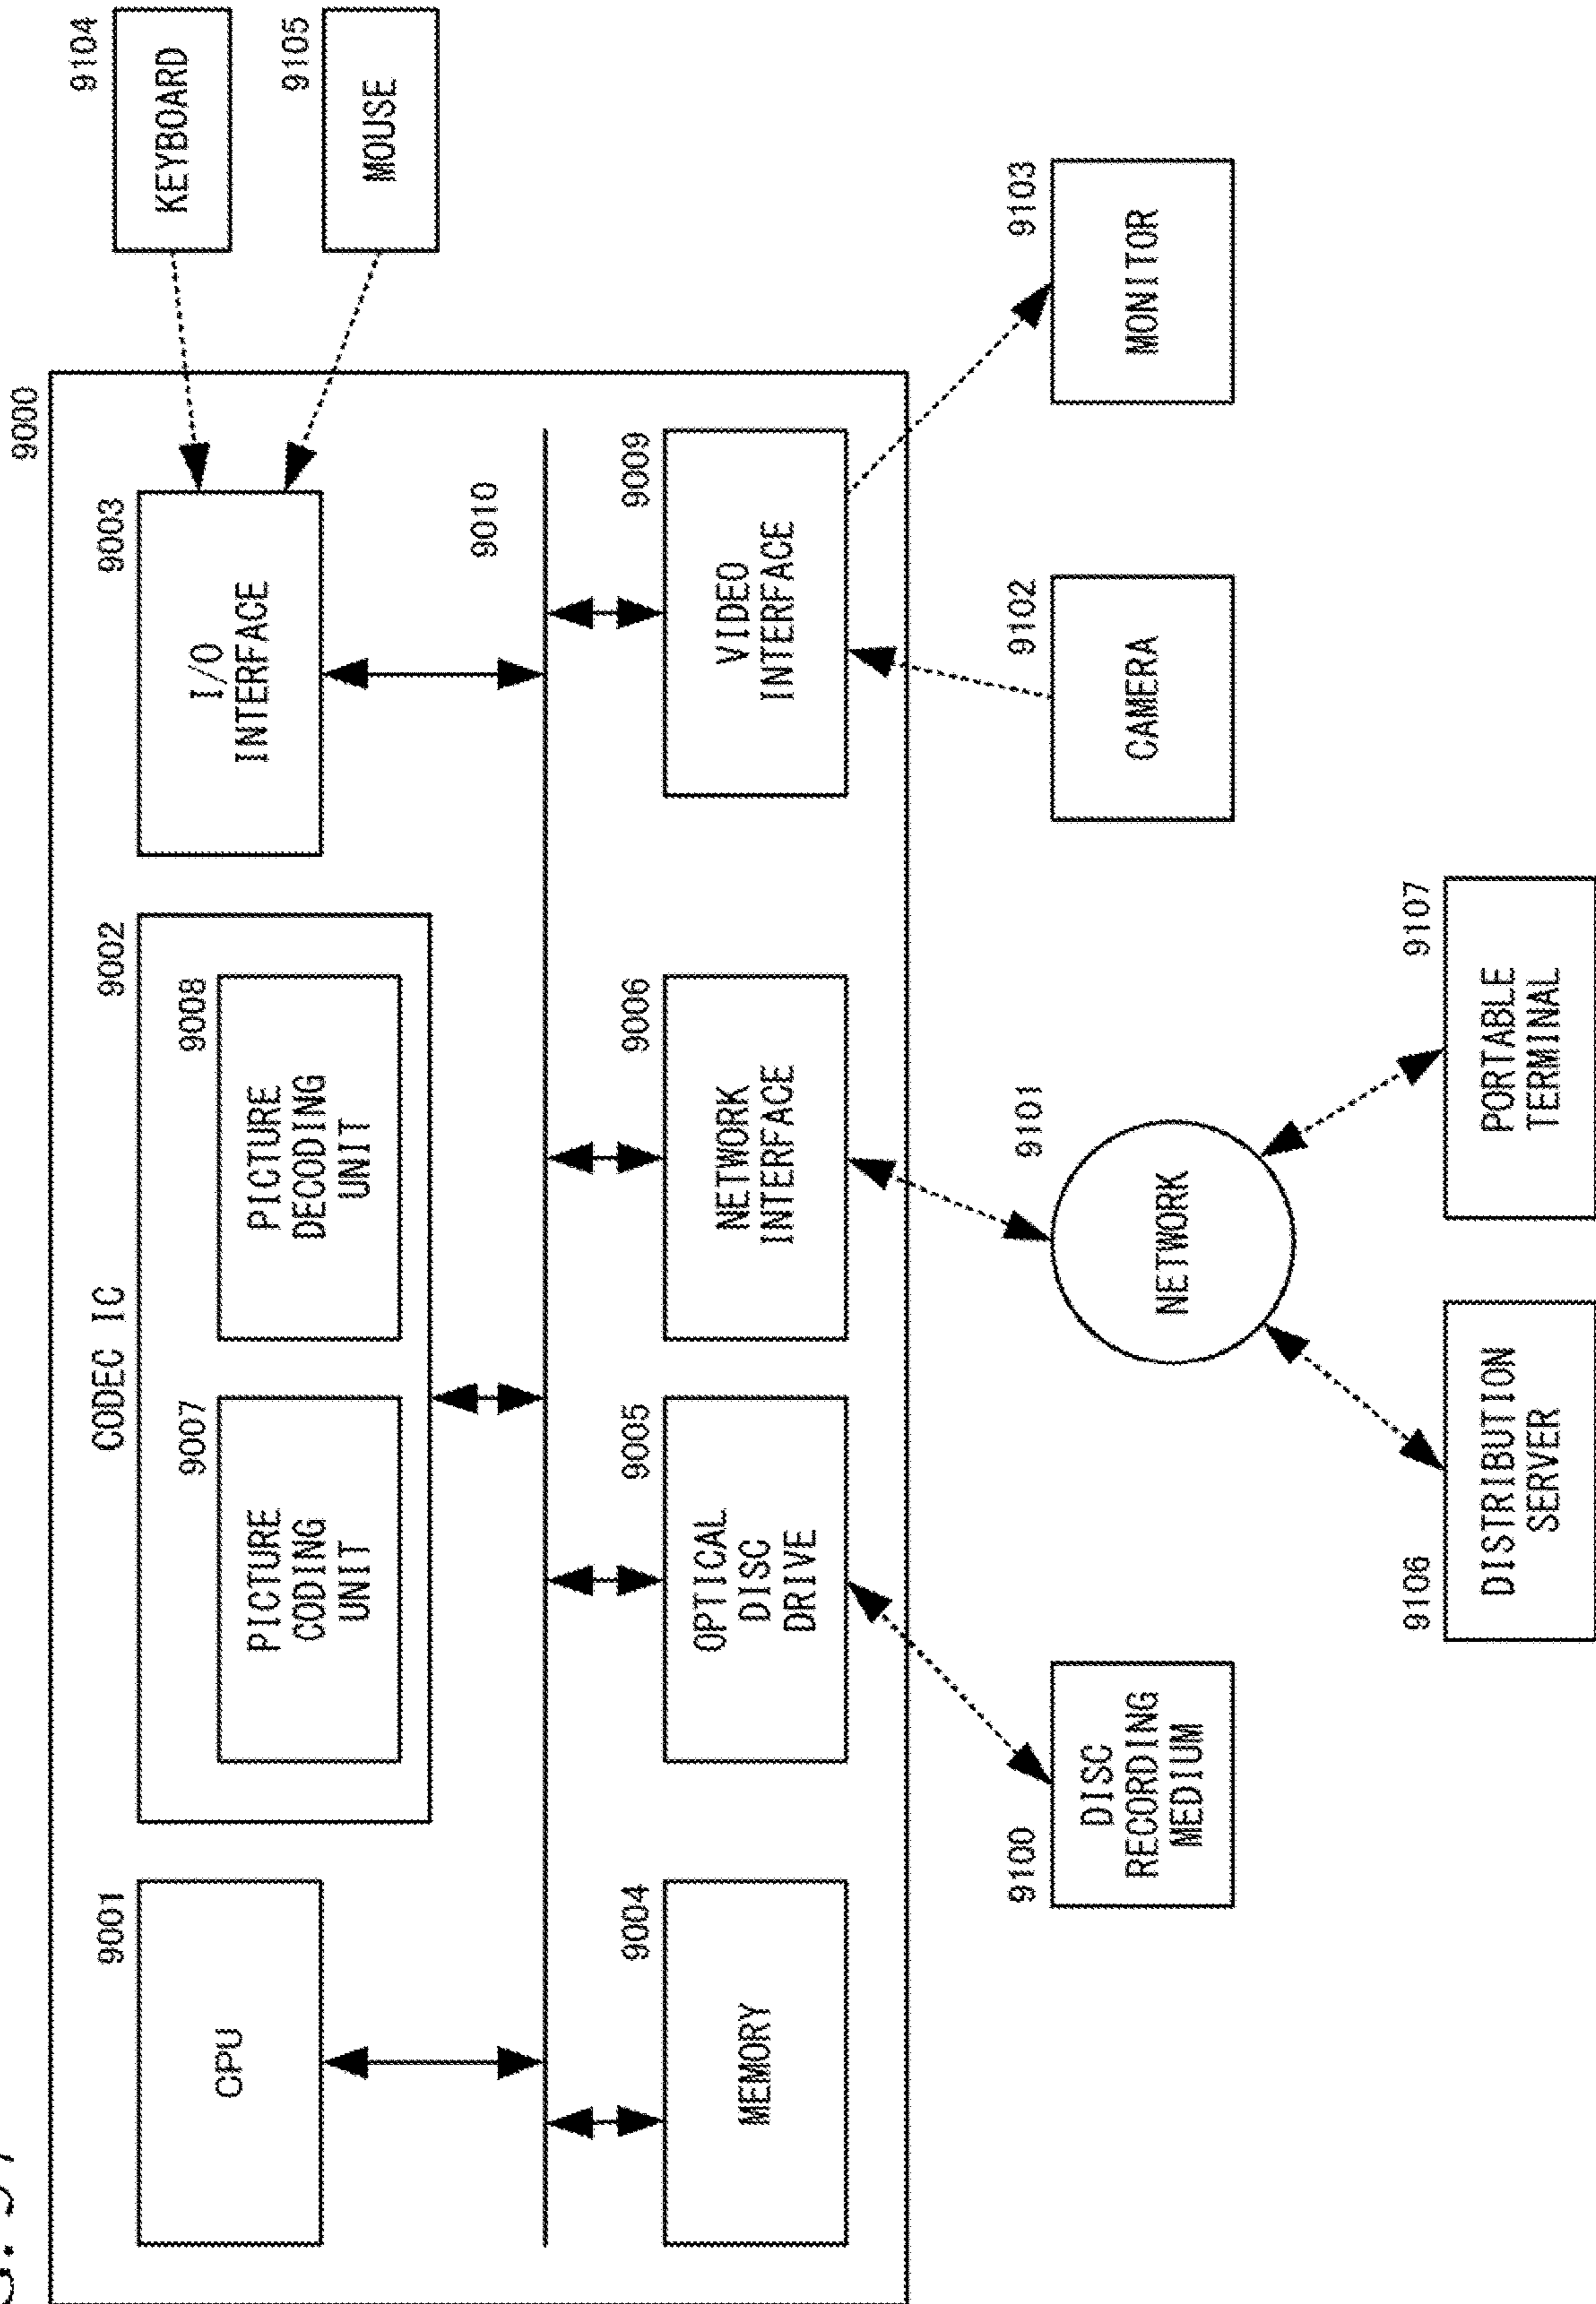 9000
9001
CPU
CODEC IC
9002
9007
PICTURE
CODING
UNIT
9008
PICTURE
DECODING
UNIT
9003
I/O
INTERFACE
9104
KEYBOARD
9105
MOUSE
9010
9004
MEMORY
9005
OPTICAL
DISC
DRIVE
9006
NETWORK
INTERFACE
9009
VIDEO
INTERFACE
9100
DISC
RECORDING
MEDIUM
9101
NETWORK
9102
CAMERA
9103
MONITOR
9106
DISTRIBUTION
SERVER
9107
PORTABLE
TERMINAL